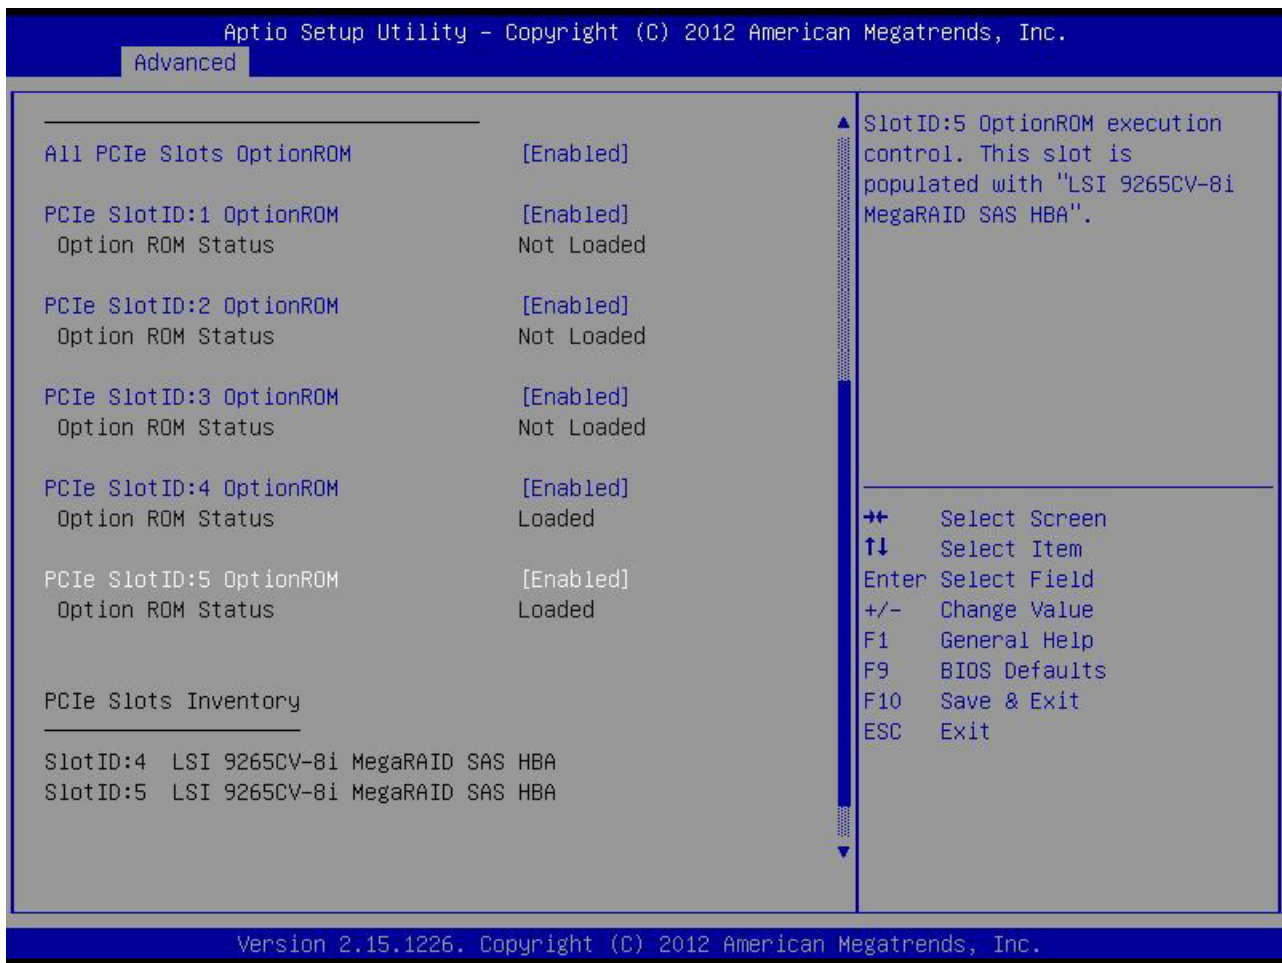 Aptio Setup Utility – Copyright (C) 2012 American Megatrends, Inc.
Advanced
All PCIe Slots OptionROM [Enabled]
PCIe SlotID:1 OptionROM [Enabled]
Option ROM Status Not Loaded
PCIe SlotID:2 OptionROM [Enabled]
Option ROM Status Not Loaded
PCIe SlotID:3 OptionROM [Enabled]
Option ROM Status Not Loaded
PCIe SlotID:4 OptionROM [Enabled]
Option ROM Status Loaded
PCIe SlotID:5 OptionROM [Enabled]
Option ROM Status Loaded
PCIe Slots Inventory
SlotID:4 LSI 9265CV-8i MegaRAID SAS HBA
SlotID:5 LSI 9265CV-8i MegaRAID SAS HBA
SlotID:5 OptionROM execution
control. This slot is
populated with "LSI 9265CV-8i
MegaRAID SAS HBA".
→← Select Screen
↑↓ Select Item
Enter Select Field
+/- Change Value
F1 General Help
F9 BIOS Defaults
F10 Save & Exit
ESC Exit
Version 2.15.1226. Copyright (C) 2012 American Megatrends, Inc.